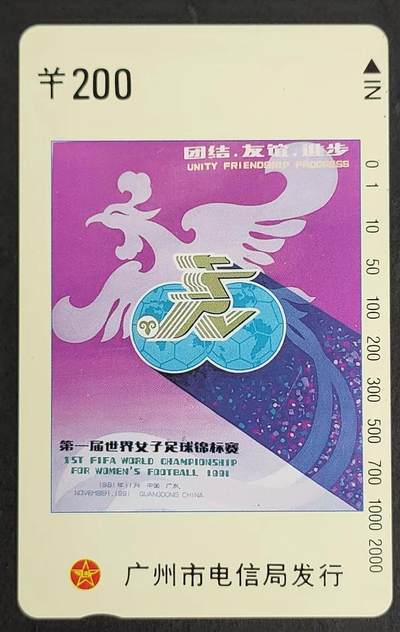 ¥200
IN
团结.友谊.进步
UNITY FRIENDSHIP PROGRESS
0
1
10
50
100
200
300
500
700
1000
2000
第一届世界女子足球锦标赛
1ST FIFA WORLD CHAMPIONSHIP
FOR WOMEN'S FOOTBALL 1991
1991年11月 中国 广东
NOVEMBER,1991 GUANGDONG CHINA
广州市电信局发行